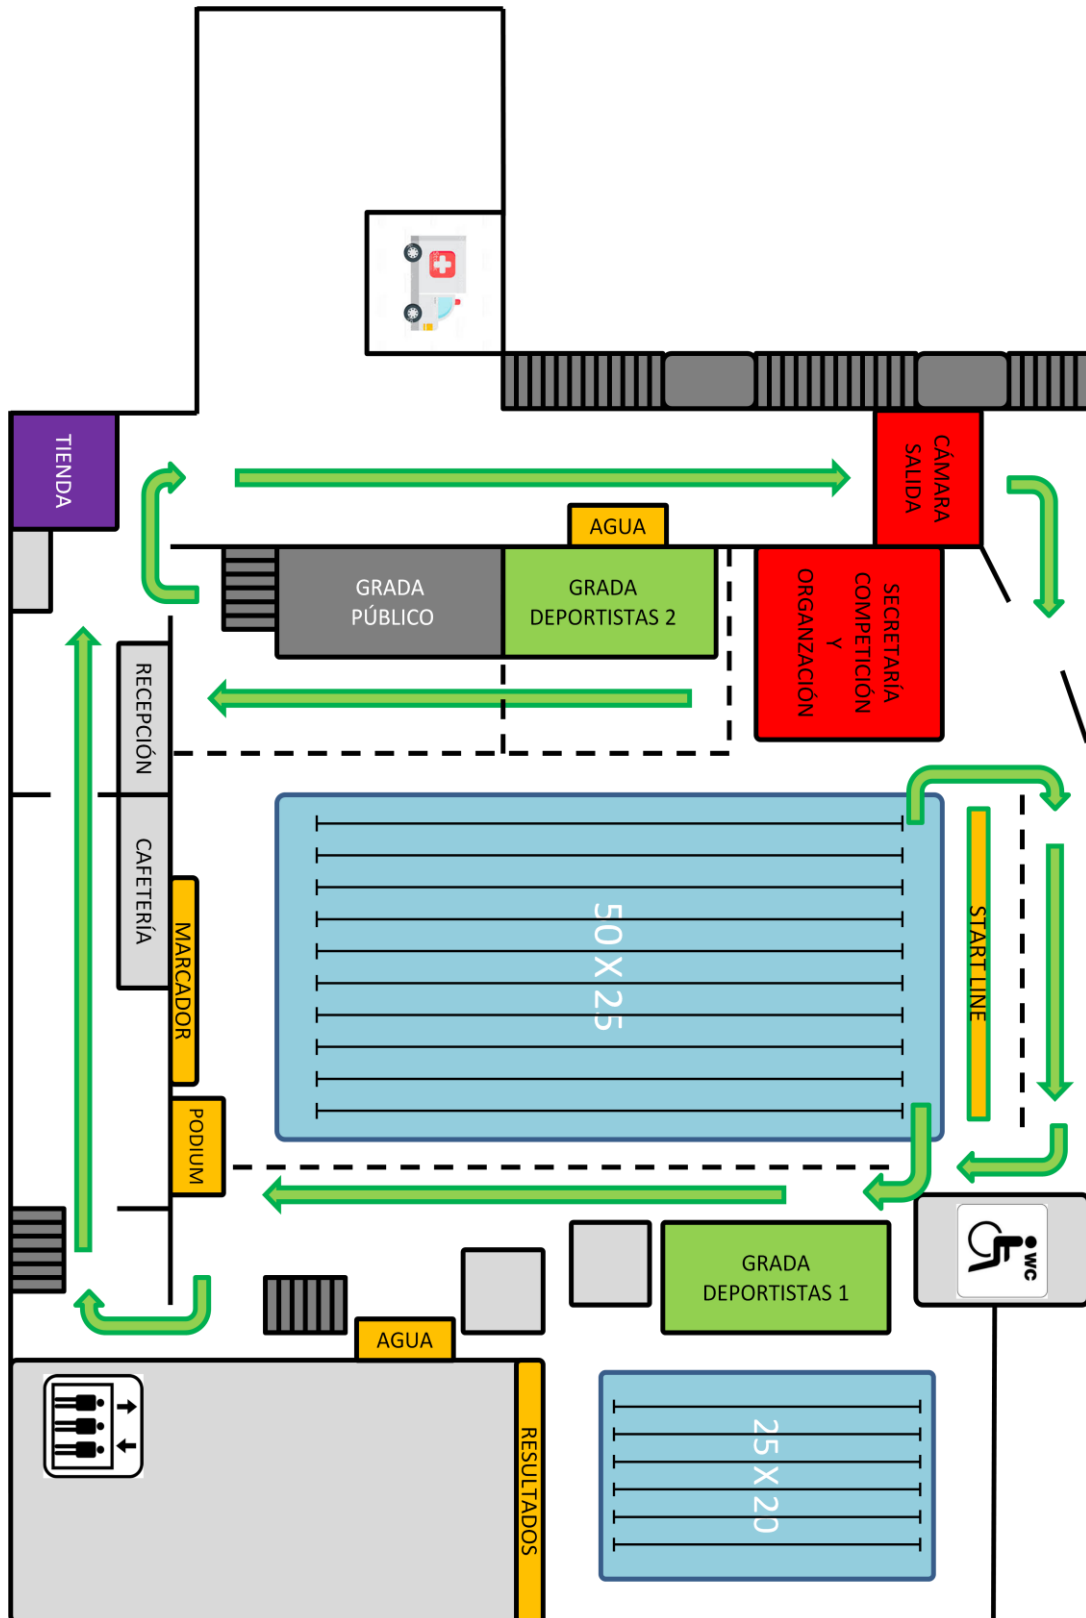 TIENDA
CÁMARA
SALIDA
AGUA
GRADA
PÚBLICO
GRADA
DEPORTISTAS 2
SECRETARÍA
COMPETICIÓN
Y
ORGANIZACIÓN
RECEPCIÓN
CAFETERÍA
MARCADOR
50 X 25
START LINE
PODIUM
WC
GRADA
DEPORTISTAS 1
AGUA
RESULTADOS
25 X 20